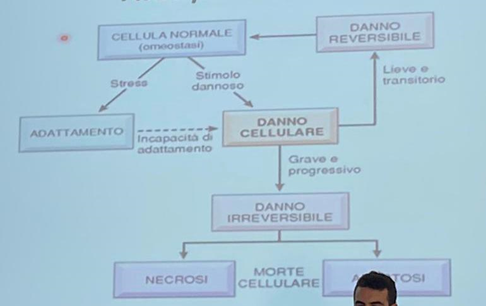 CELLULA NORMALE
(omeostasi)
DANNO
REVERSIBILE
Stress
Stimolo
dannoso
Lieve e
transitorio
ADATTAMENTO
Incapacità di
adattamento
DANNO
CELLULARE
Grave e
progressivo
DANNO
IRREVERSIBILE
NECROSI
MORTE
CELLULARE